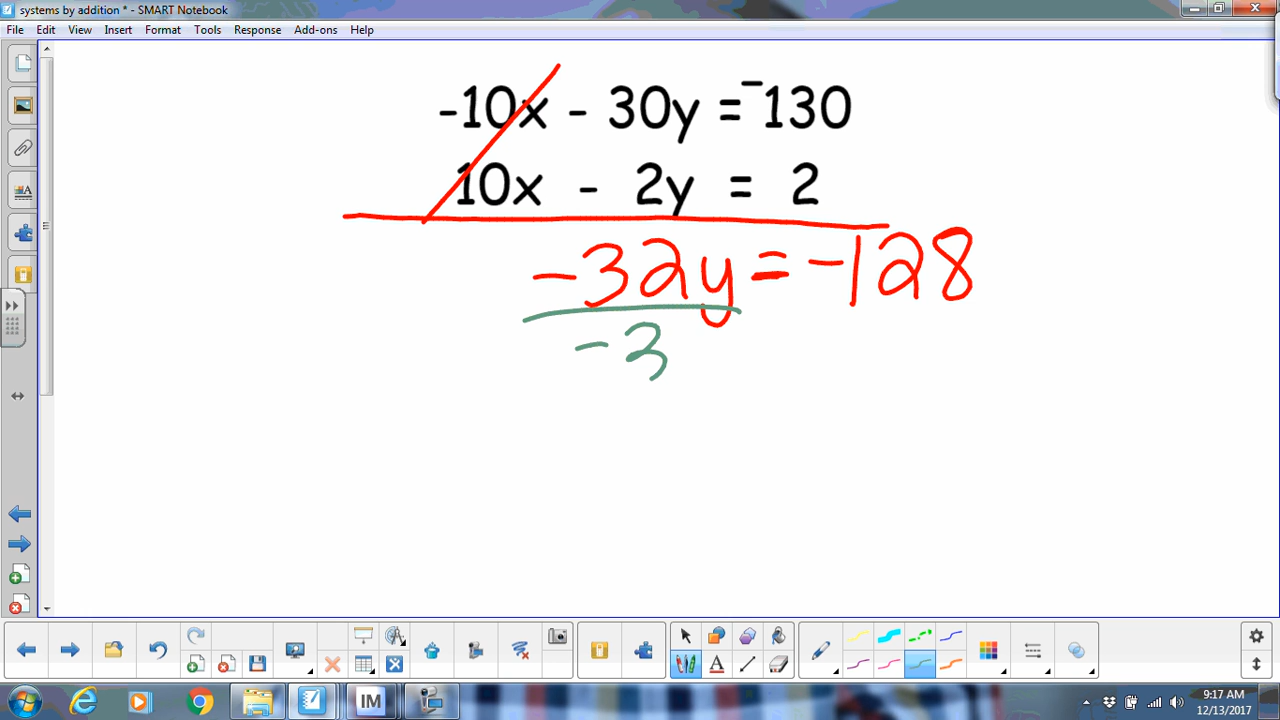 systems by addition * - SMART Notebook
File Edit View Insert Format Tools Response Add-ons Help
-10x - 30y = ⁻130
10x - 2y = 2
-32y = -128
-3
A
IM
9:17 AM
12/13/2017